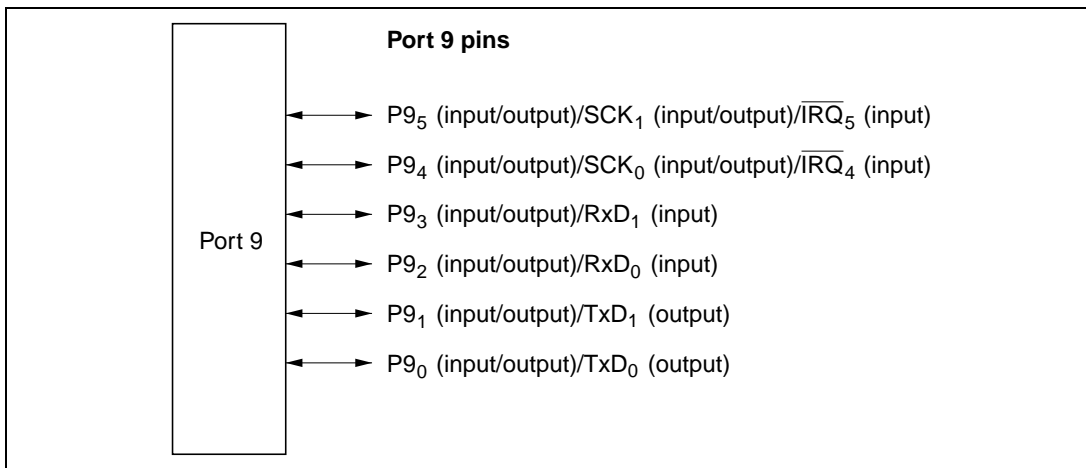 Port 9 pins
P9₅ (input/output)/SCK₁ (input/output)/I̅R̅Q̅₅ (input)
P9₄ (input/output)/SCK₀ (input/output)/I̅R̅Q̅₄ (input)
P9₃ (input/output)/RxD₁ (input)
Port 9
P9₂ (input/output)/RxD₀ (input)
P9₁ (input/output)/TxD₁ (output)
P9₀ (input/output)/TxD₀ (output)